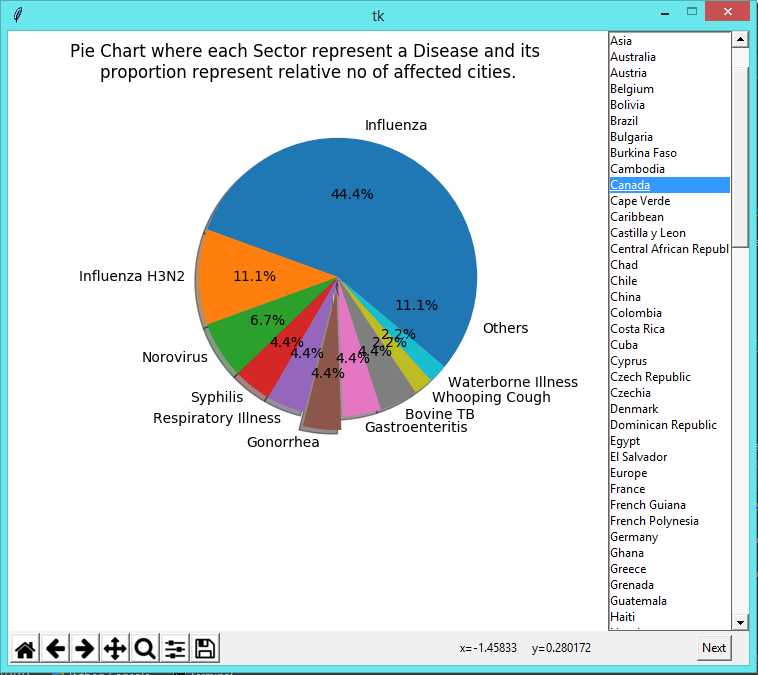 tk
Pie Chart where each Sector represent a Disease and its
proportion represent relative no of affected cities.
Influenza
44.4%
Influenza H3N2
11.1%
11.1%
6.7%
Others
2.2%
4.4%
2.2%
4.4%
4.4%
4.4%
4.4%
Norovirus
Waterborne Illness
Syphilis
Whooping Cough
Respiratory Illness
Bovine TB
Gastroenteritis
Gonorrhea
Asia
Australia
Austria
Belgium
Bolivia
Brazil
Bulgaria
Burkina Faso
Cambodia
Canada
Cape Verde
Caribbean
Castilla y Leon
Central African Republ
Chad
Chile
China
Colombia
Costa Rica
Cuba
Cyprus
Czech Republic
Czechia
Denmark
Dominican Republic
Egypt
El Salvador
Europe
France
French Guiana
French Polynesia
Germany
Ghana
Greece
Grenada
Guatemala
Haiti
x=-1.45833 y=0.280172
Next